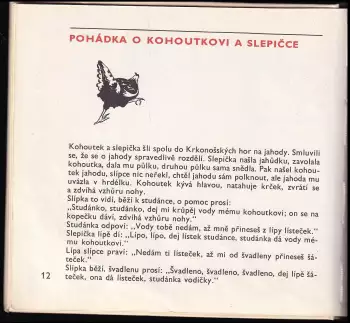 POHÁDKA O KOHOUTKOVI A SLEPIČCE
Kohoutek a slepička šli spolu do Krkonošských hor na jahody. Smluvili
se, že se o jahody spravedlivě rozdělí. Slepička našla jahůdku, zavolala
kohoutka, dala mu půlku, druhou půlku sama snědla. Pak našel kohou-
tek jahodu, slípce nic neřekl, chtěl jahodu sám polknout, ale jahoda mu
uvázla v hrdélku. Kohoutek kývá hlavou, natahuje krček, zvrátí se
a zdvihá vzhůru nohy.
Slípka to vidí, běží k studánce, o pomoc prosí:
„Studánko, studánko, dej mi krůpěj vody mému kohoutkovi; on se na
kopečku dáví, zdvihá vzhůru nohy."
Studánka odpoví: „Vody tobě nedám, až mně přineseš z lípy lísteček."
Slepička lípě dí: „Lípo, lípo, dej lístek studánce, studánka dá vody mé-
mu kohoutkovi."
Lípa slípce praví: „Nedám ti lísteček, až mi od švadleny přineseš šá-
teček."
Slípka běží, švadlenu prosí: „Švadleno, švadleno, švadleno, dej lípě šá-
teček, ona dá lísteček, studánka vodičky."
12